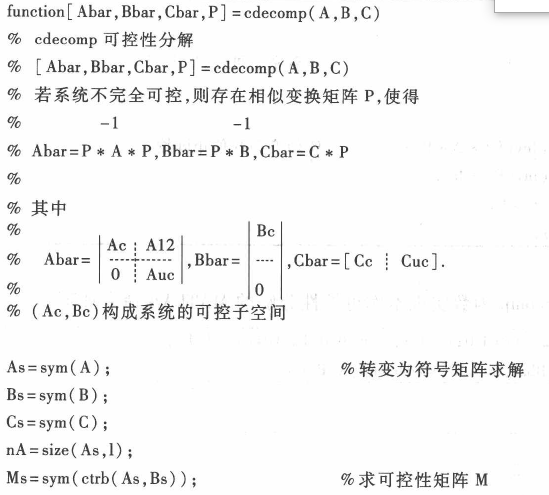 function[Abar,Bbar,Cbar,P]=cdecomp(A,B,C)
% cdecomp 可控性分解
% [Abar,Bbar,Cbar,P]=cdecomp(A,B,C)
% 若系统不完全可控,则存在相似变换矩阵 P,使得
% -1 -1
% Abar=P * A * P,Bbar=P * B,Cbar=C * P
%
% 其中
% Bc
% Abar= Ac A12 ,Bbar= ---- ,Cbar=[Cc ┊ Cuc].
0 Auc
% 0
% (Ac,Bc)构成系统的可控子空间
As=sym(A); %转变为符号矩阵求解
Bs=sym(B);
Cs=sym(C);
nA=size(As,1);
Ms=sym(ctrb(As,Bs)); %求可控性矩阵 M